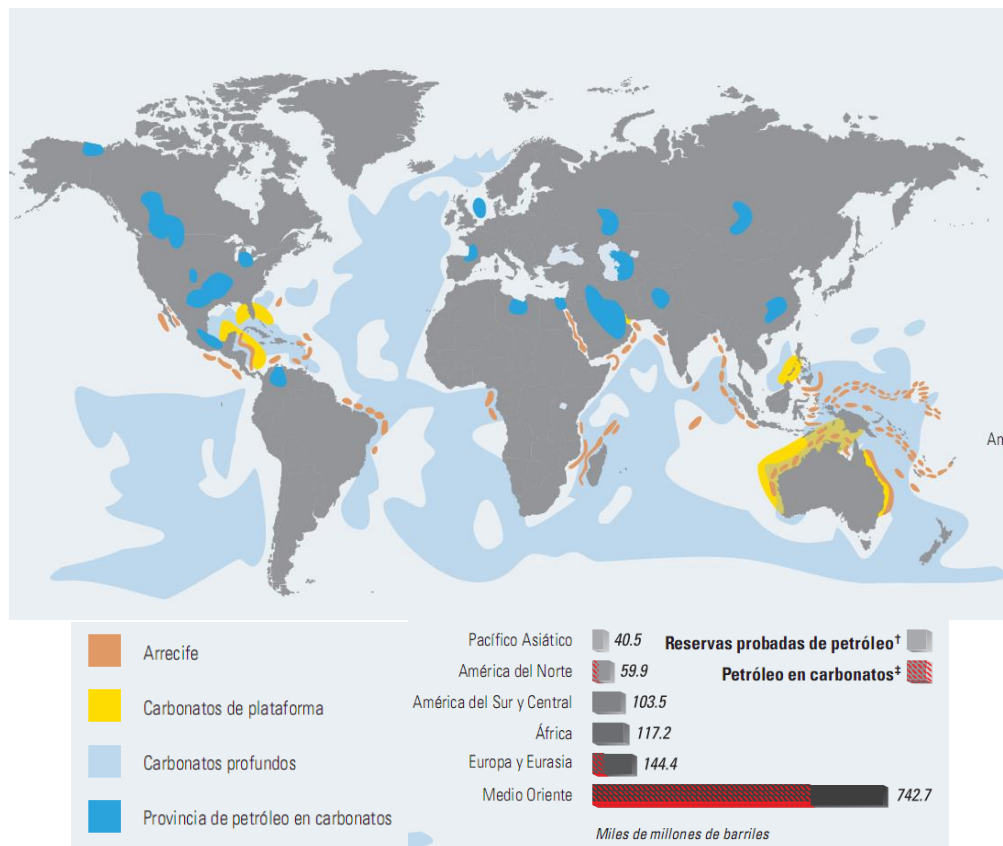 An
Arrecife
Carbonatos de plataforma
Carbonatos profundos
Provincia de petróleo en carbonatos
Pacífico Asiático 40.5
América del Norte 59.9
América del Sur y Central 103.5
África 117.2
Europa y Eurasia 144.4
Medio Oriente 742.7
Reservas probadas de petróleo†
Petróleo en carbonatos‡
Miles de millones de barriles